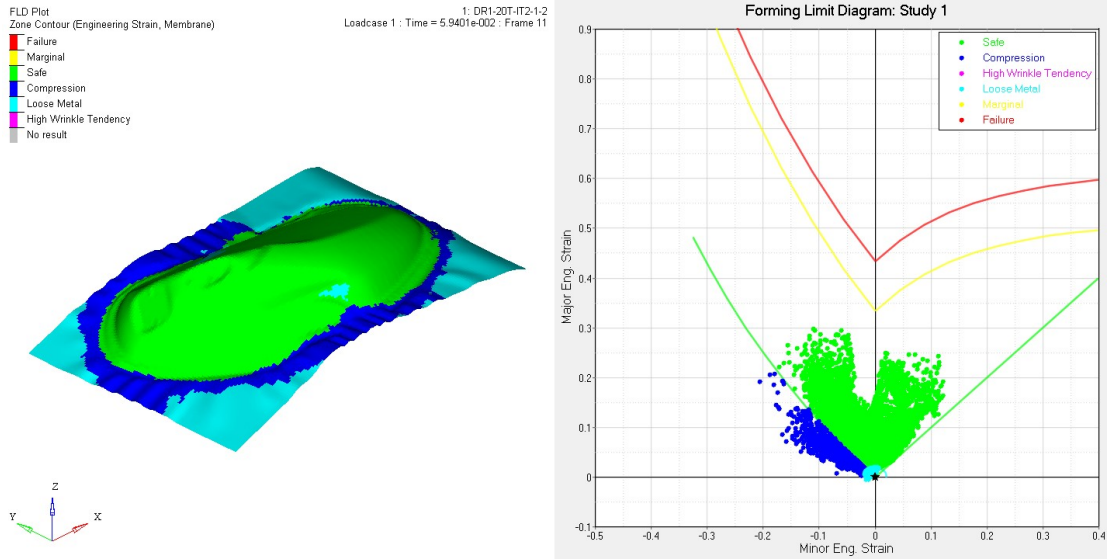 FLD Plot
Zone Contour (Engineering Strain, Membrane)
1: DR1-20T-IT2-1-2
Loadcase 1 : Time = 5.9401e-002 : Frame 11
Failure
Marginal
Safe
Compression
Loose Metal
High Wrinkle Tendency
No result
Z
Y
X
Forming Limit Diagram: Study 1
Safe
Compression
High Wrinkle Tendency
Loose Metal
Marginal
Failure
Major Eng. Strain
0.9
0.8
0.7
0.6
0.5
0.4
0.3
0.2
0.1
0
-0.1
-0.5 -0.4 -0.3 -0.2 -0.1 0 0.1 0.2 0.3 0.4
Minor Eng. Strain